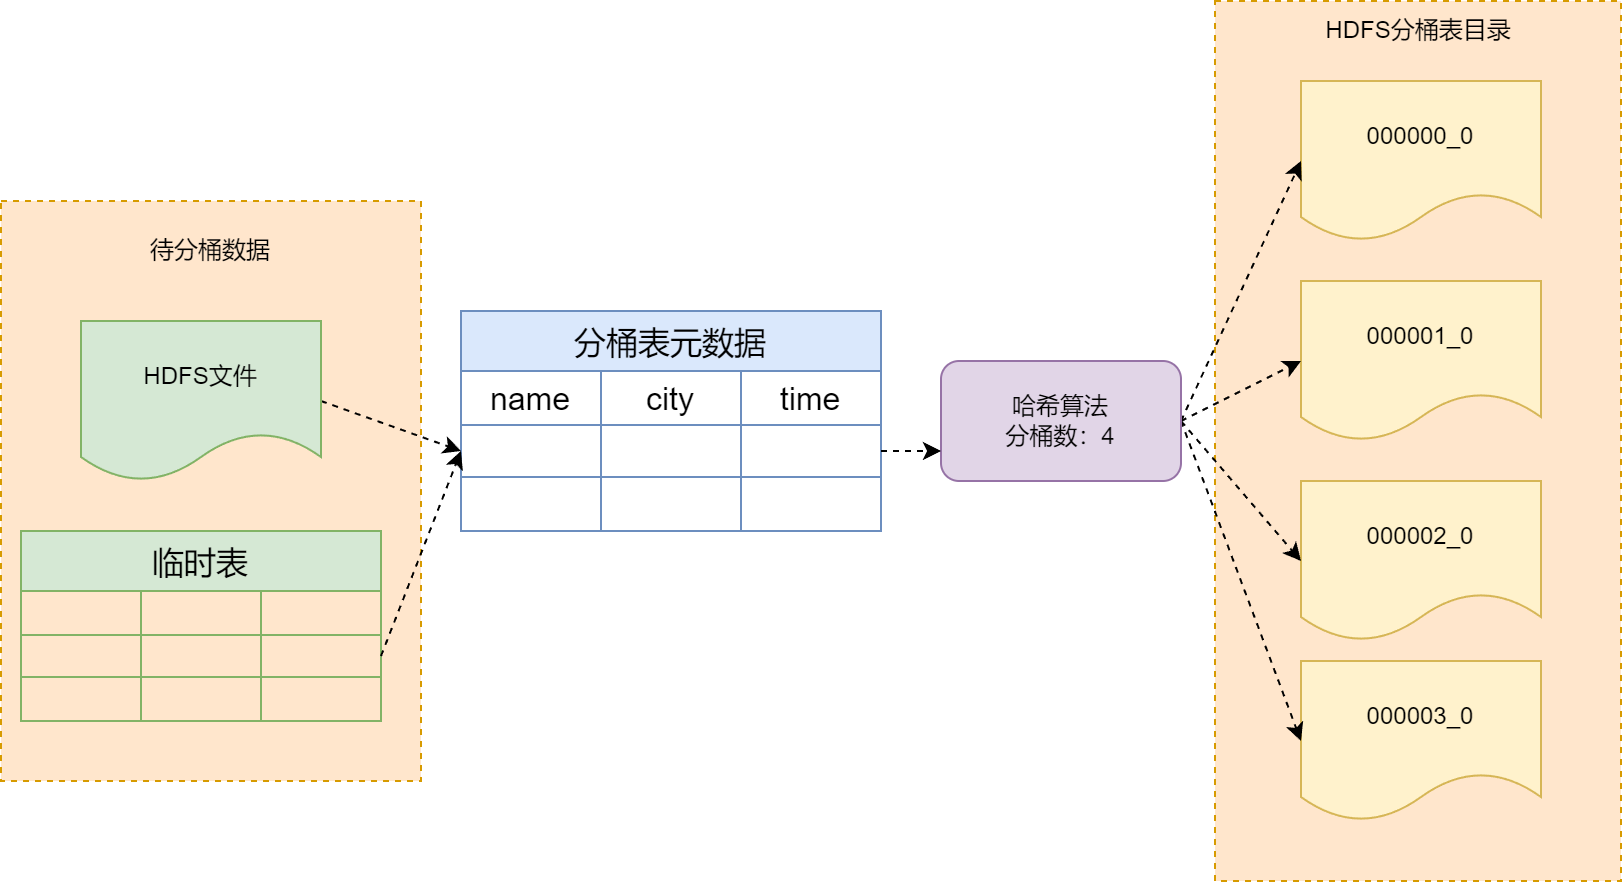 待分桶数据
HDFS文件
临时表
分桶表元数据
name city time
哈希算法
分桶数：4
HDFS分桶表目录
000000_0
000001_0
000002_0
000003_0